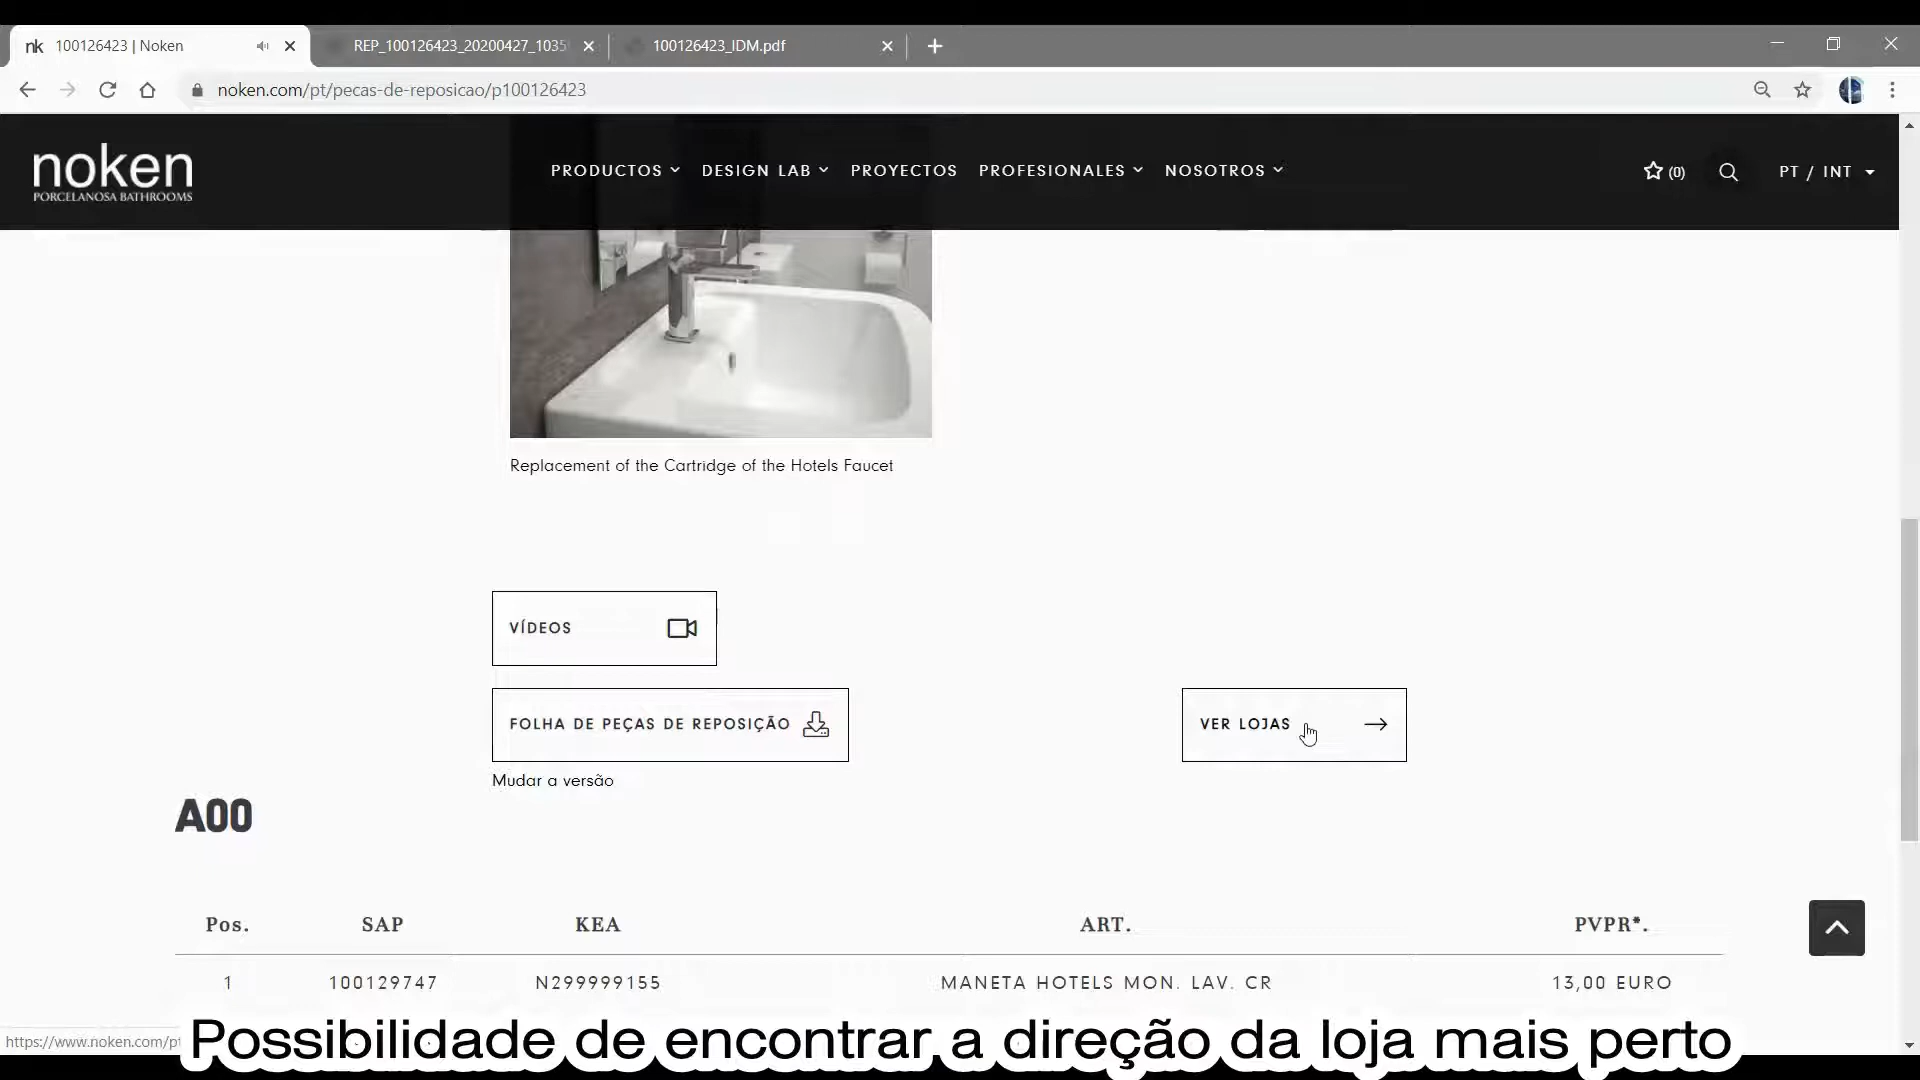 nk 100126423 | Noken
REP_100126423_20200427_1035
100126423_IDM.pdf
noken.com/pt/pecas-de-reposicao/p100126423
noken
PORCELANOSA BATHROOMS
PRODUCTOS DESIGN LAB PROYECTOS PROFESIONALES NOSOTROS
(0)
PT / INT
Replacement of the Cartridge of the Hotels Faucet
VÍDEOS
FOLHA DE PEÇAS DE REPOSIÇÃO
VER LOJAS
Mudar a versão
A00
Pos. SAP KEA ART. PVPR*.
1 100129747 N299999155 MANETA HOTELS MON. LAV. CR 13,00 EURO
https://www.noken.com/pt
Possibilidade de encontrar a direção da loja mais perto